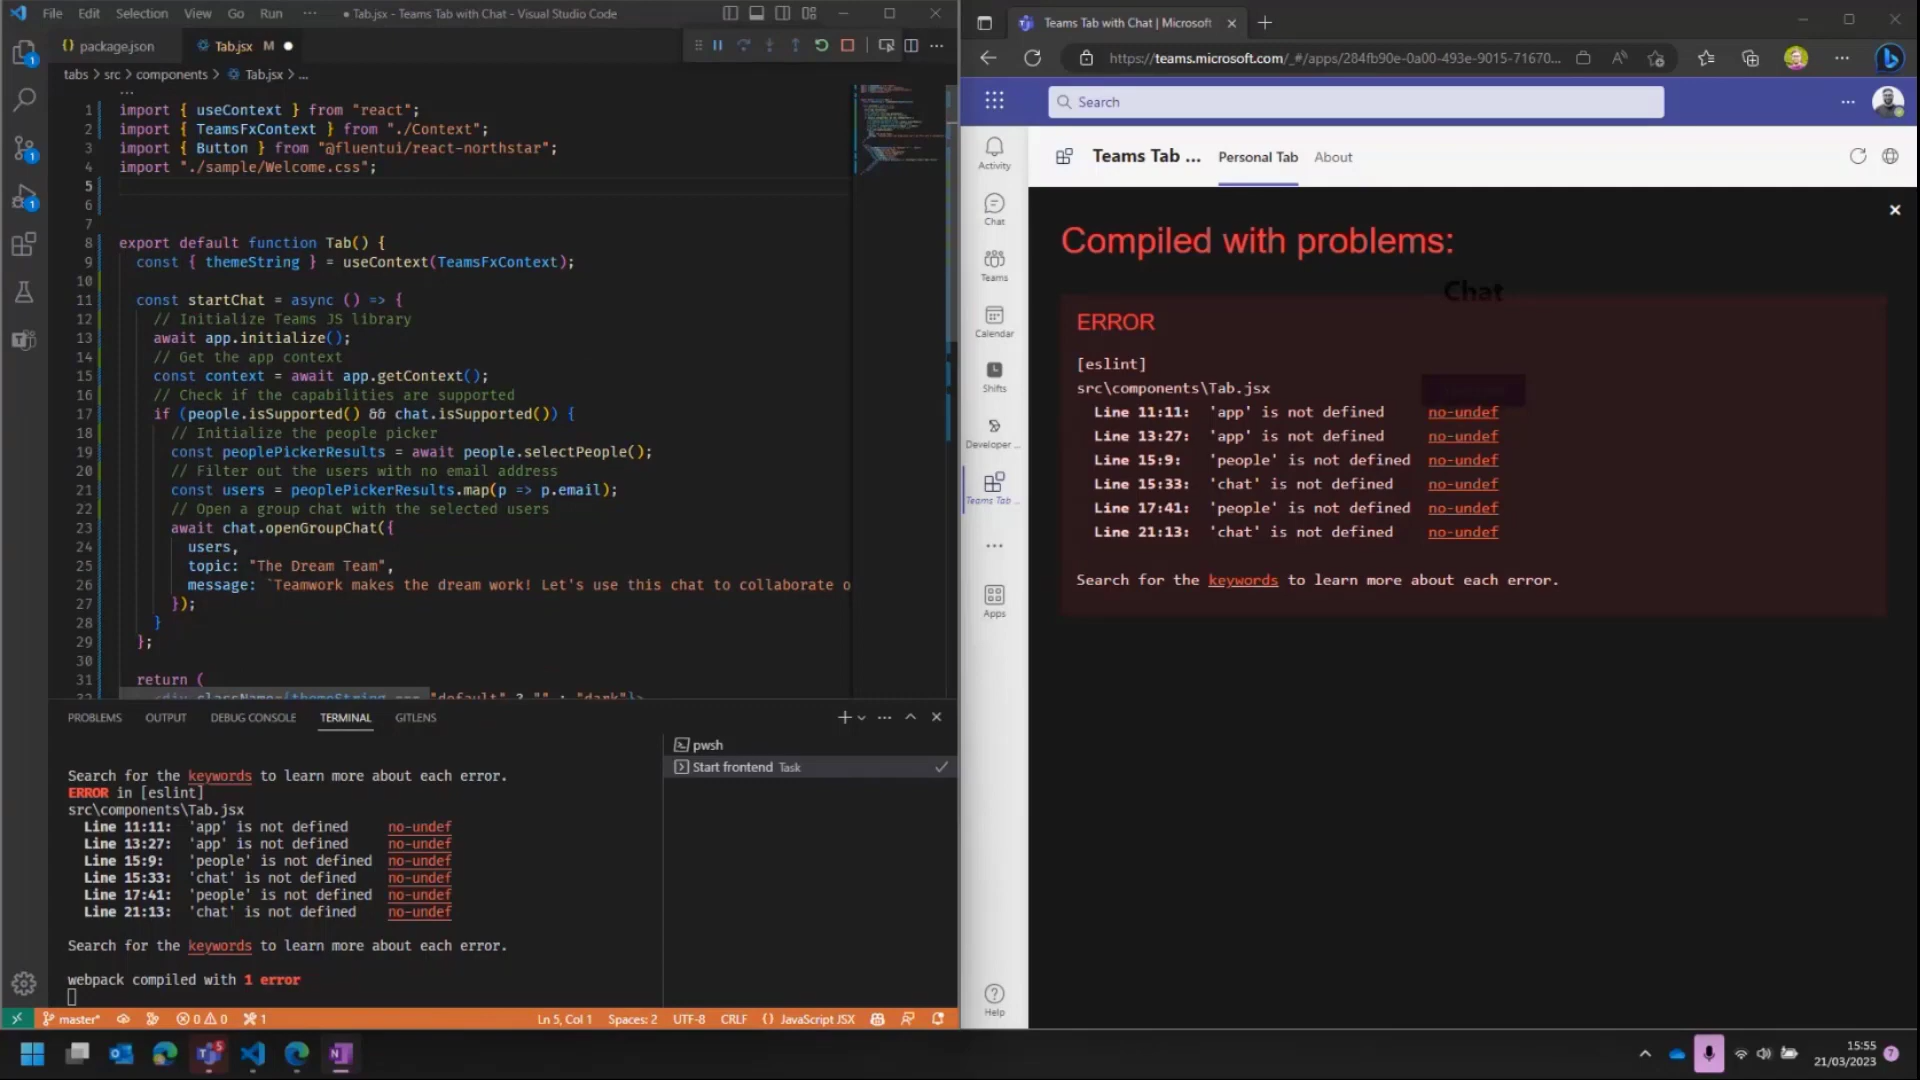 File Edit Selection View Go Run ··· ● Tab.jsx - Teams Tab with Chat - Visual Studio Code
{} package.json Tab.jsx M ●
tabs > src > components > Tab.jsx > ...
...
1 import { useContext } from "react";
2 import { TeamsFxContext } from "./Context";
3 import { Button } from "@fluentui/react-northstar";
4 import "./sample/Welcome.css";
5
6
7
8 export default function Tab() {
9 const { themeString } = useContext(TeamsFxContext);
10
11 const startChat = async () => {
12 // Initialize Teams JS library
13 await app.initialize();
14 // Get the app context
15 const context = await app.getContext();
16 // Check if the capabilities are supported
17 if (people.isSupported() && chat.isSupported()) {
18 // Initialize the people picker
19 const peoplePickerResults = await people.selectPeople();
20 // Filter out the users with no email address
21 const users = peoplePickerResults.map(p => p.email);
22 // Open a group chat with the selected users
23 await chat.openGroupChat({
24 users,
25 topic: "The Dream Team",
26 message: `Teamwork makes the dream work! Let's use this chat to collaborate o
27 });
28 }
29 };
30
31 return (
32 <div className={themeString === "default" ? "" : "dark"}>
PROBLEMS OUTPUT DEBUG CONSOLE TERMINAL GITLENS
Search for the keywords to learn more about each error.
ERROR in [eslint]
src\components\Tab.jsx
Line 11:11: 'app' is not defined no-undef
Line 13:27: 'app' is not defined no-undef
Line 15:9: 'people' is not defined no-undef
Line 15:33: 'chat' is not defined no-undef
Line 17:41: 'people' is not defined no-undef
Line 21:13: 'chat' is not defined no-undef
Search for the keywords to learn more about each error.
webpack compiled with 1 error
pwsh
Start frontend Task
master* 0 0 1 Ln 5, Col 1 Spaces: 2 UTF-8 CRLF {} JavaScript JSX
Teams Tab with Chat | Microsoft
https://teams.microsoft.com/_#/apps/284fb90e-0a00-493e-9015-71670...
Search
Teams Tab ... Personal Tab About
Activity
Chat
Teams
Calendar
Shifts
Developer ...
Teams Tab ...
Apps
Help
Compiled with problems:
Chat
ERROR
[eslint]
src\components\Tab.jsx
Line 11:11: 'app' is not defined no-undef
Line 13:27: 'app' is not defined no-undef
Line 15:9: 'people' is not defined no-undef
Line 15:33: 'chat' is not defined no-undef
Line 17:41: 'people' is not defined no-undef
Line 21:13: 'chat' is not defined no-undef
Search for the keywords to learn more about each error.
15:55
21/03/2023
7